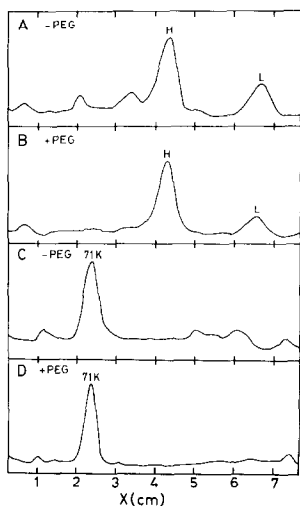 A -PEG
H
L
B +PEG
H
L
C -PEG
71K
D +PEG
71K
1 2 3 4 5 6 7
X(cm)